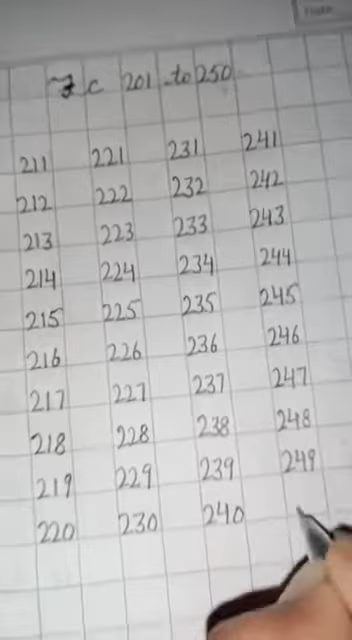 c 201 to 250
211 221 231 241
212 222 232 242
213 223 233 243
214 224 234 244
215 225 235 245
216 226 236 246
217 227 237 247
218 228 238 248
219 229 239 249
220 230 240